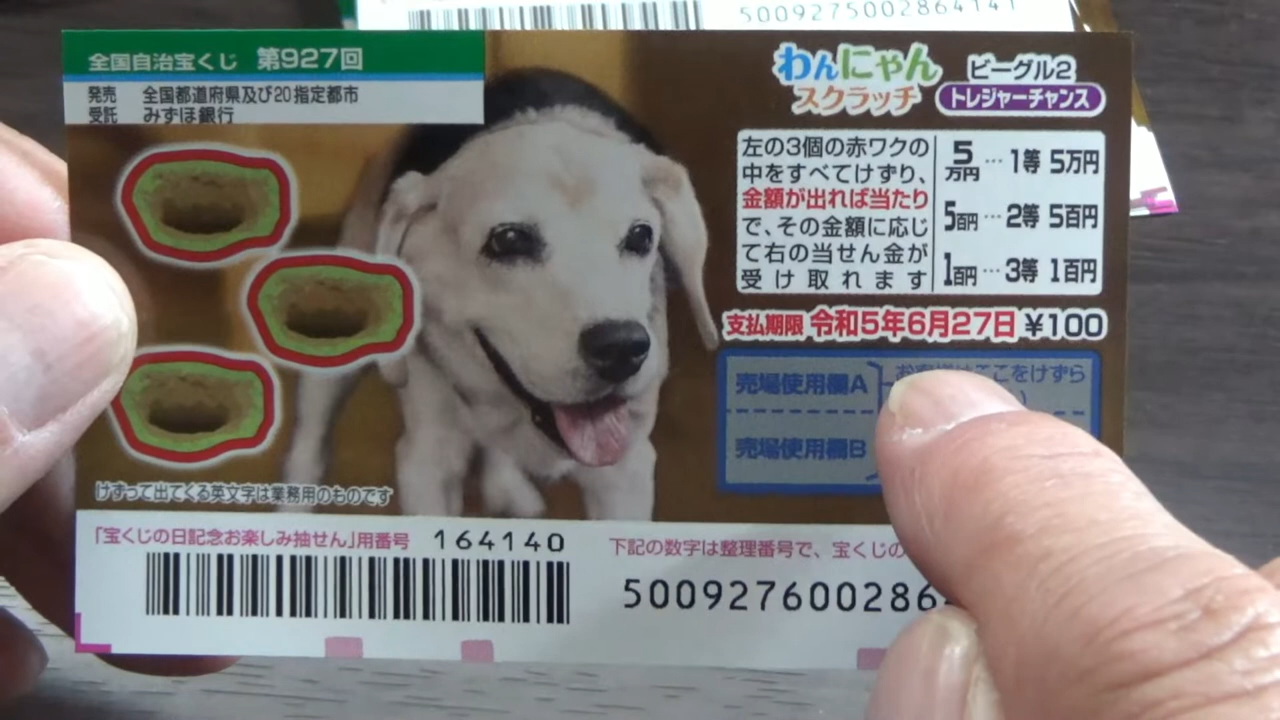 5009275002864141
全国自治宝くじ 第927回
発売 全国都道府県及び20指定都市
受託 みずほ銀行
わんにゃん
スクラッチ
ビーグル2
トレジャーチャンス
左の3個の赤ワクの
中をすべてけずり、
金額が出れば当たり
で、その金額に応じ
て右の当せん金が
受け取れます
5万円…1等 5万円
5百円…2等 5百円
1百円…3等 1百円
支払期限 令和5年6月27日 ¥100
売場使用欄A
売場使用欄B
ここをけずら
けずって出てくる英文字は業務用のものです
「宝くじの日記念お楽しみ抽せん」用番号 164140
下記の数字は整理番号で、宝くじの
500927600286